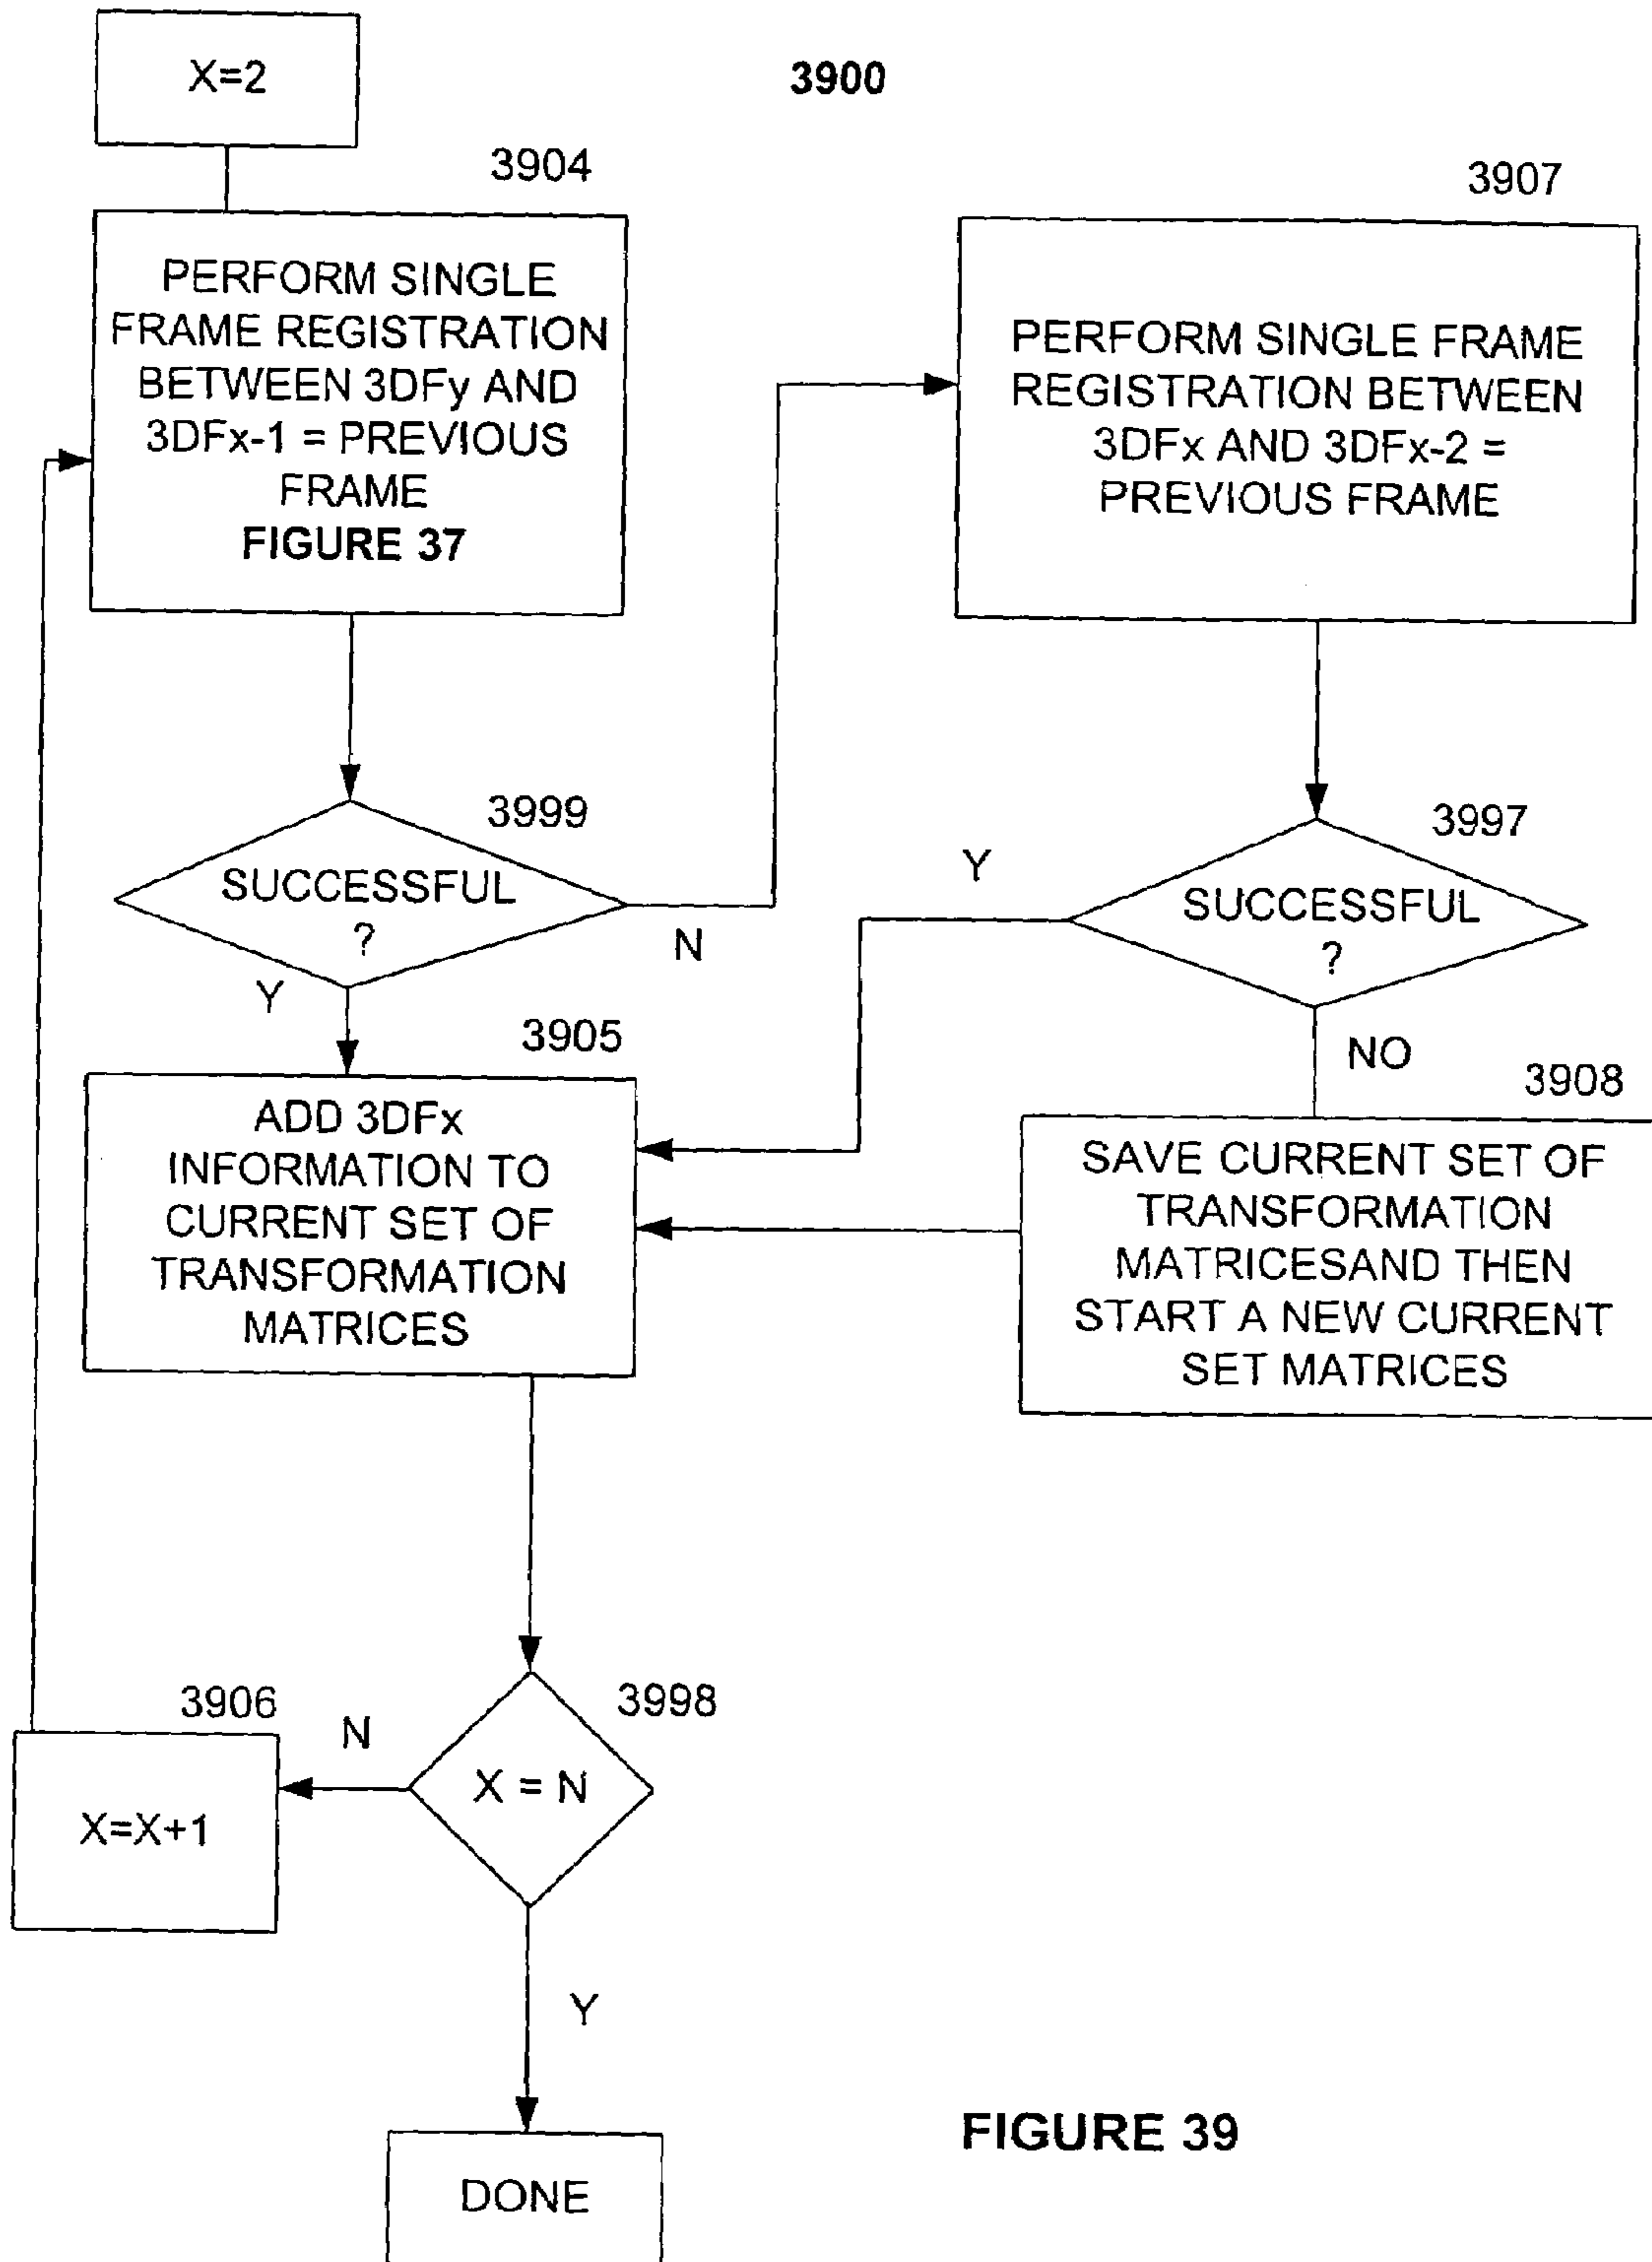 X=2
3900
3904
PERFORM SINGLE
FRAME REGISTRATION
BETWEEN 3DFy AND
3DFx-1 = PREVIOUS
FRAME
FIGURE 37
3907
PERFORM SINGLE FRAME
REGISTRATION BETWEEN
3DFx AND 3DFx-2 =
PREVIOUS FRAME
3999
SUCCESSFUL
?
N
Y
3997
SUCCESSFUL
?
Y
NO
3905
ADD 3DFx
INFORMATION TO
CURRENT SET OF
TRANSFORMATION
MATRICES
3908
SAVE CURRENT SET OF
TRANSFORMATION
MATRICESAND THEN
START A NEW CURRENT
SET MATRICES
3906
X=X+1
N
3998
X = N
Y
DONE
FIGURE 39